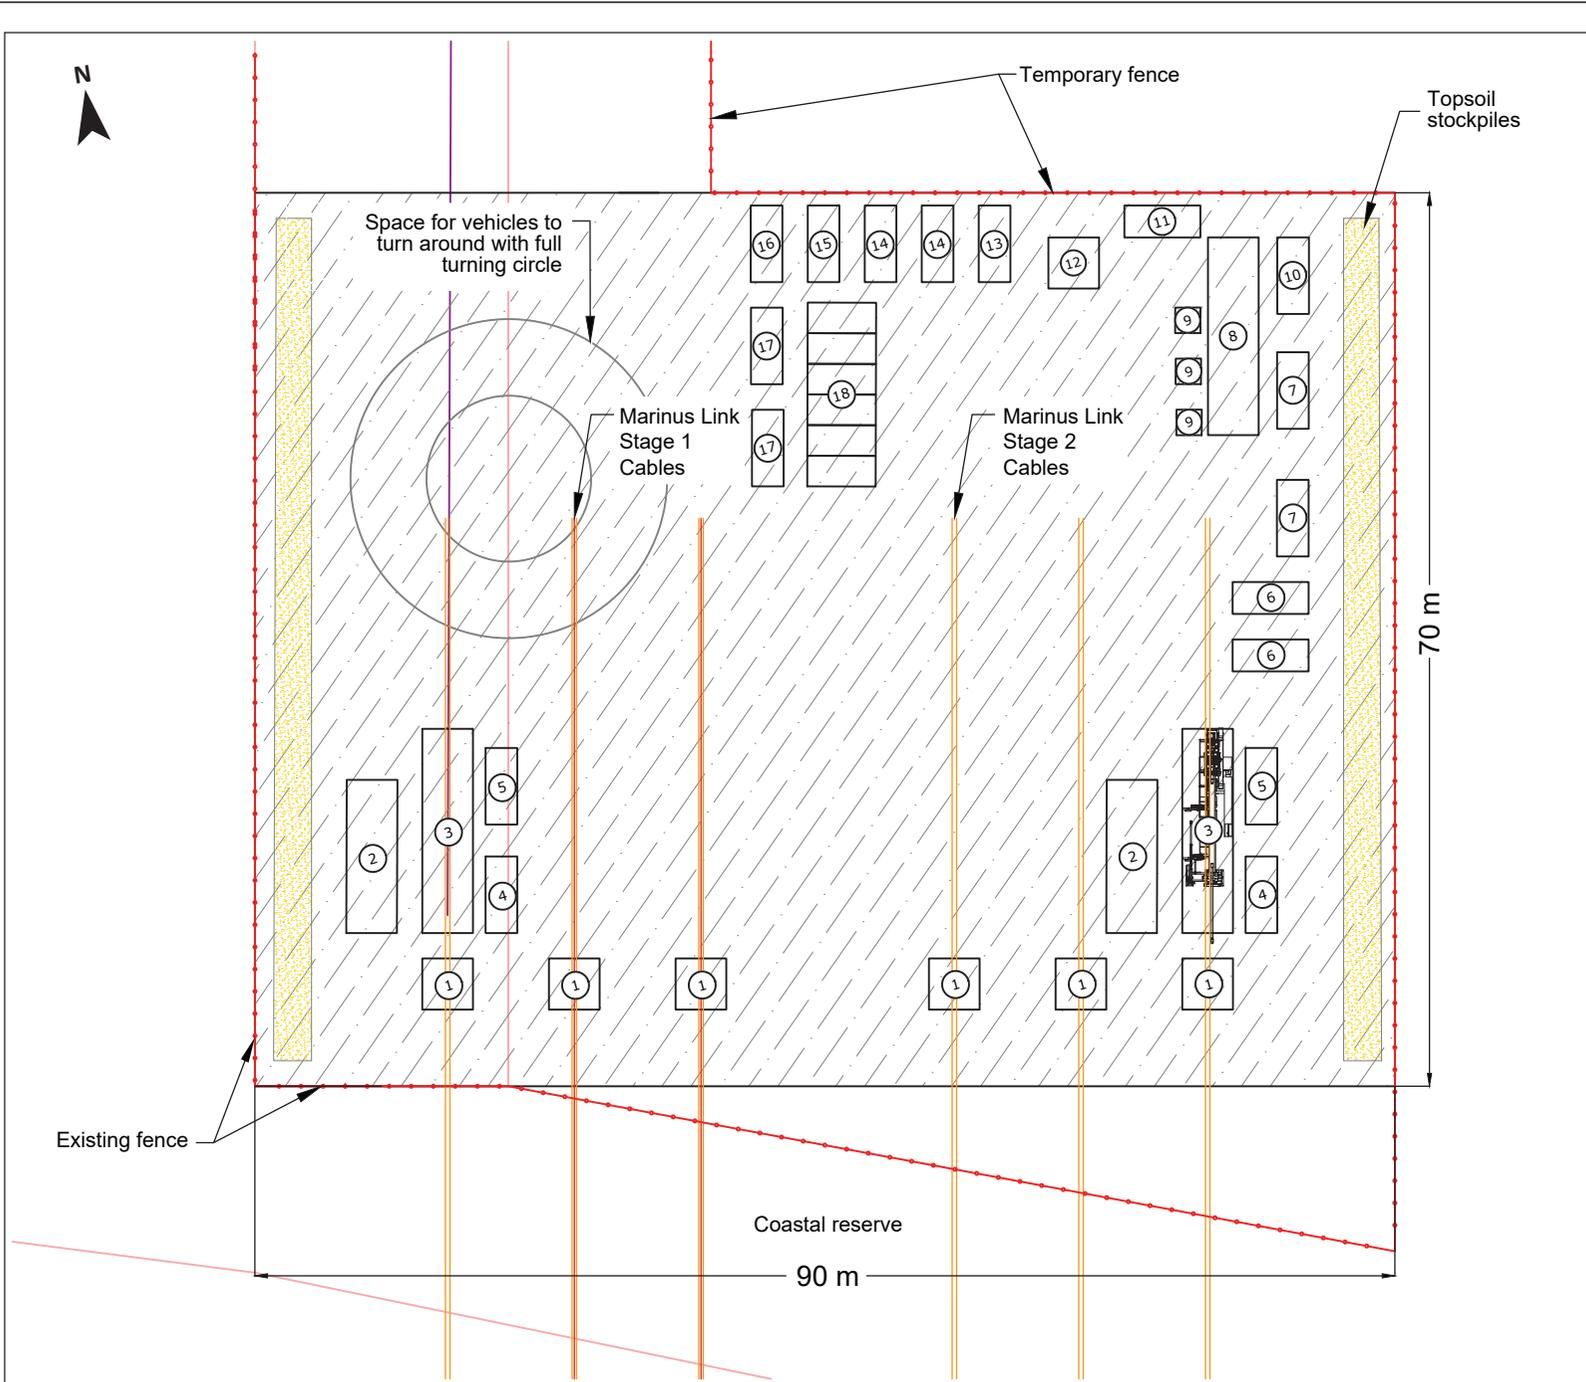 N
Temporary fence
Topsoil
stockpiles
Space for vehicles to
turn around with full
turning circle
16
15
14
14
13
11
12
10
17
9
8
18
9
7
17
9
Marinus Link
Stage 1
Cables
Marinus Link
Stage 2
Cables
7
6
6
70 m
5
5
3
3
2
2
4
4
1
1
1
1
1
1
Existing fence
Coastal reserve
90 m